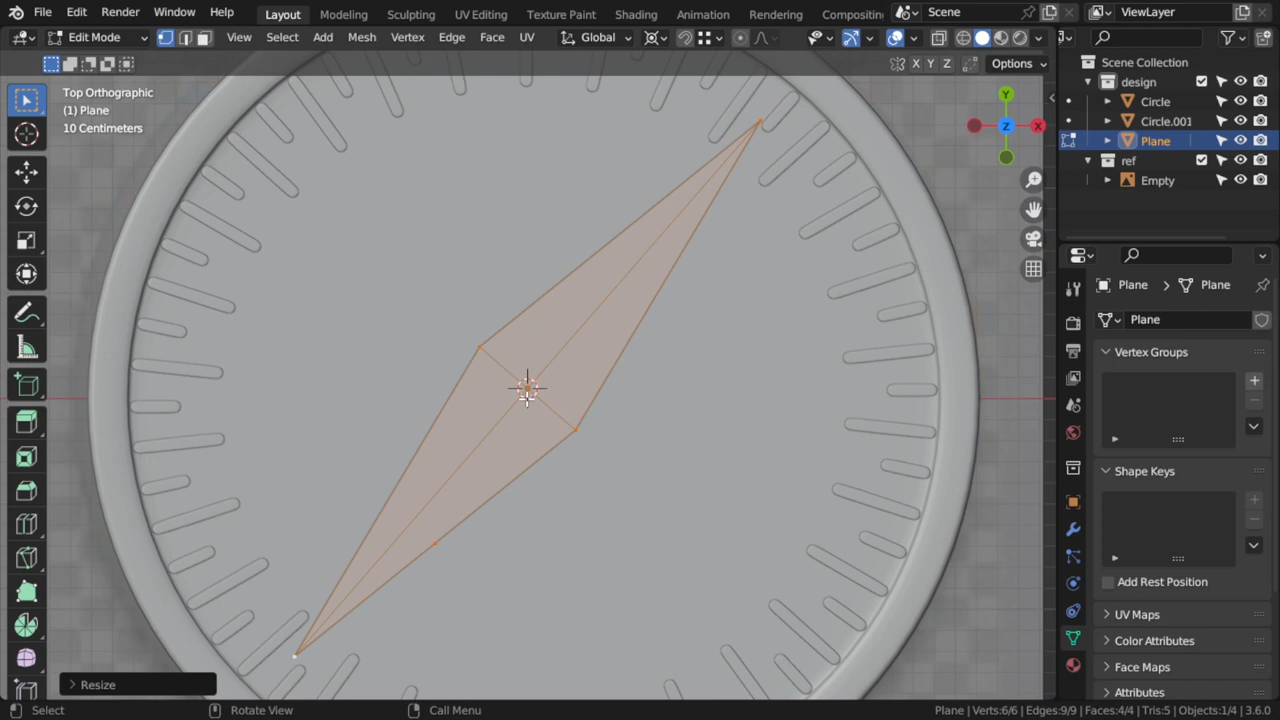 File Edit Render Window Help Layout Modeling Sculpting UV Editing Texture Paint Shading Animation Rendering Compositing Scene ViewLayer
Edit Mode View Select Add Mesh Vertex Edge Face UV Global
X Y Z Options
Top Orthographic
(1) Plane
10 Centimeters
Y
Z
X
Scene Collection
design
Circle
Circle.001
Plane
ref
Empty
Plane Plane
Plane
Vertex Groups
Shape Keys
Add Rest Position
UV Maps
Color Attributes
Face Maps
Attributes
Resize
Select Rotate View Call Menu Plane | Verts:6/6 | Edges:9/9 | Faces:4/4 | Tris:5 | Objects:1/4 | 3.6.0